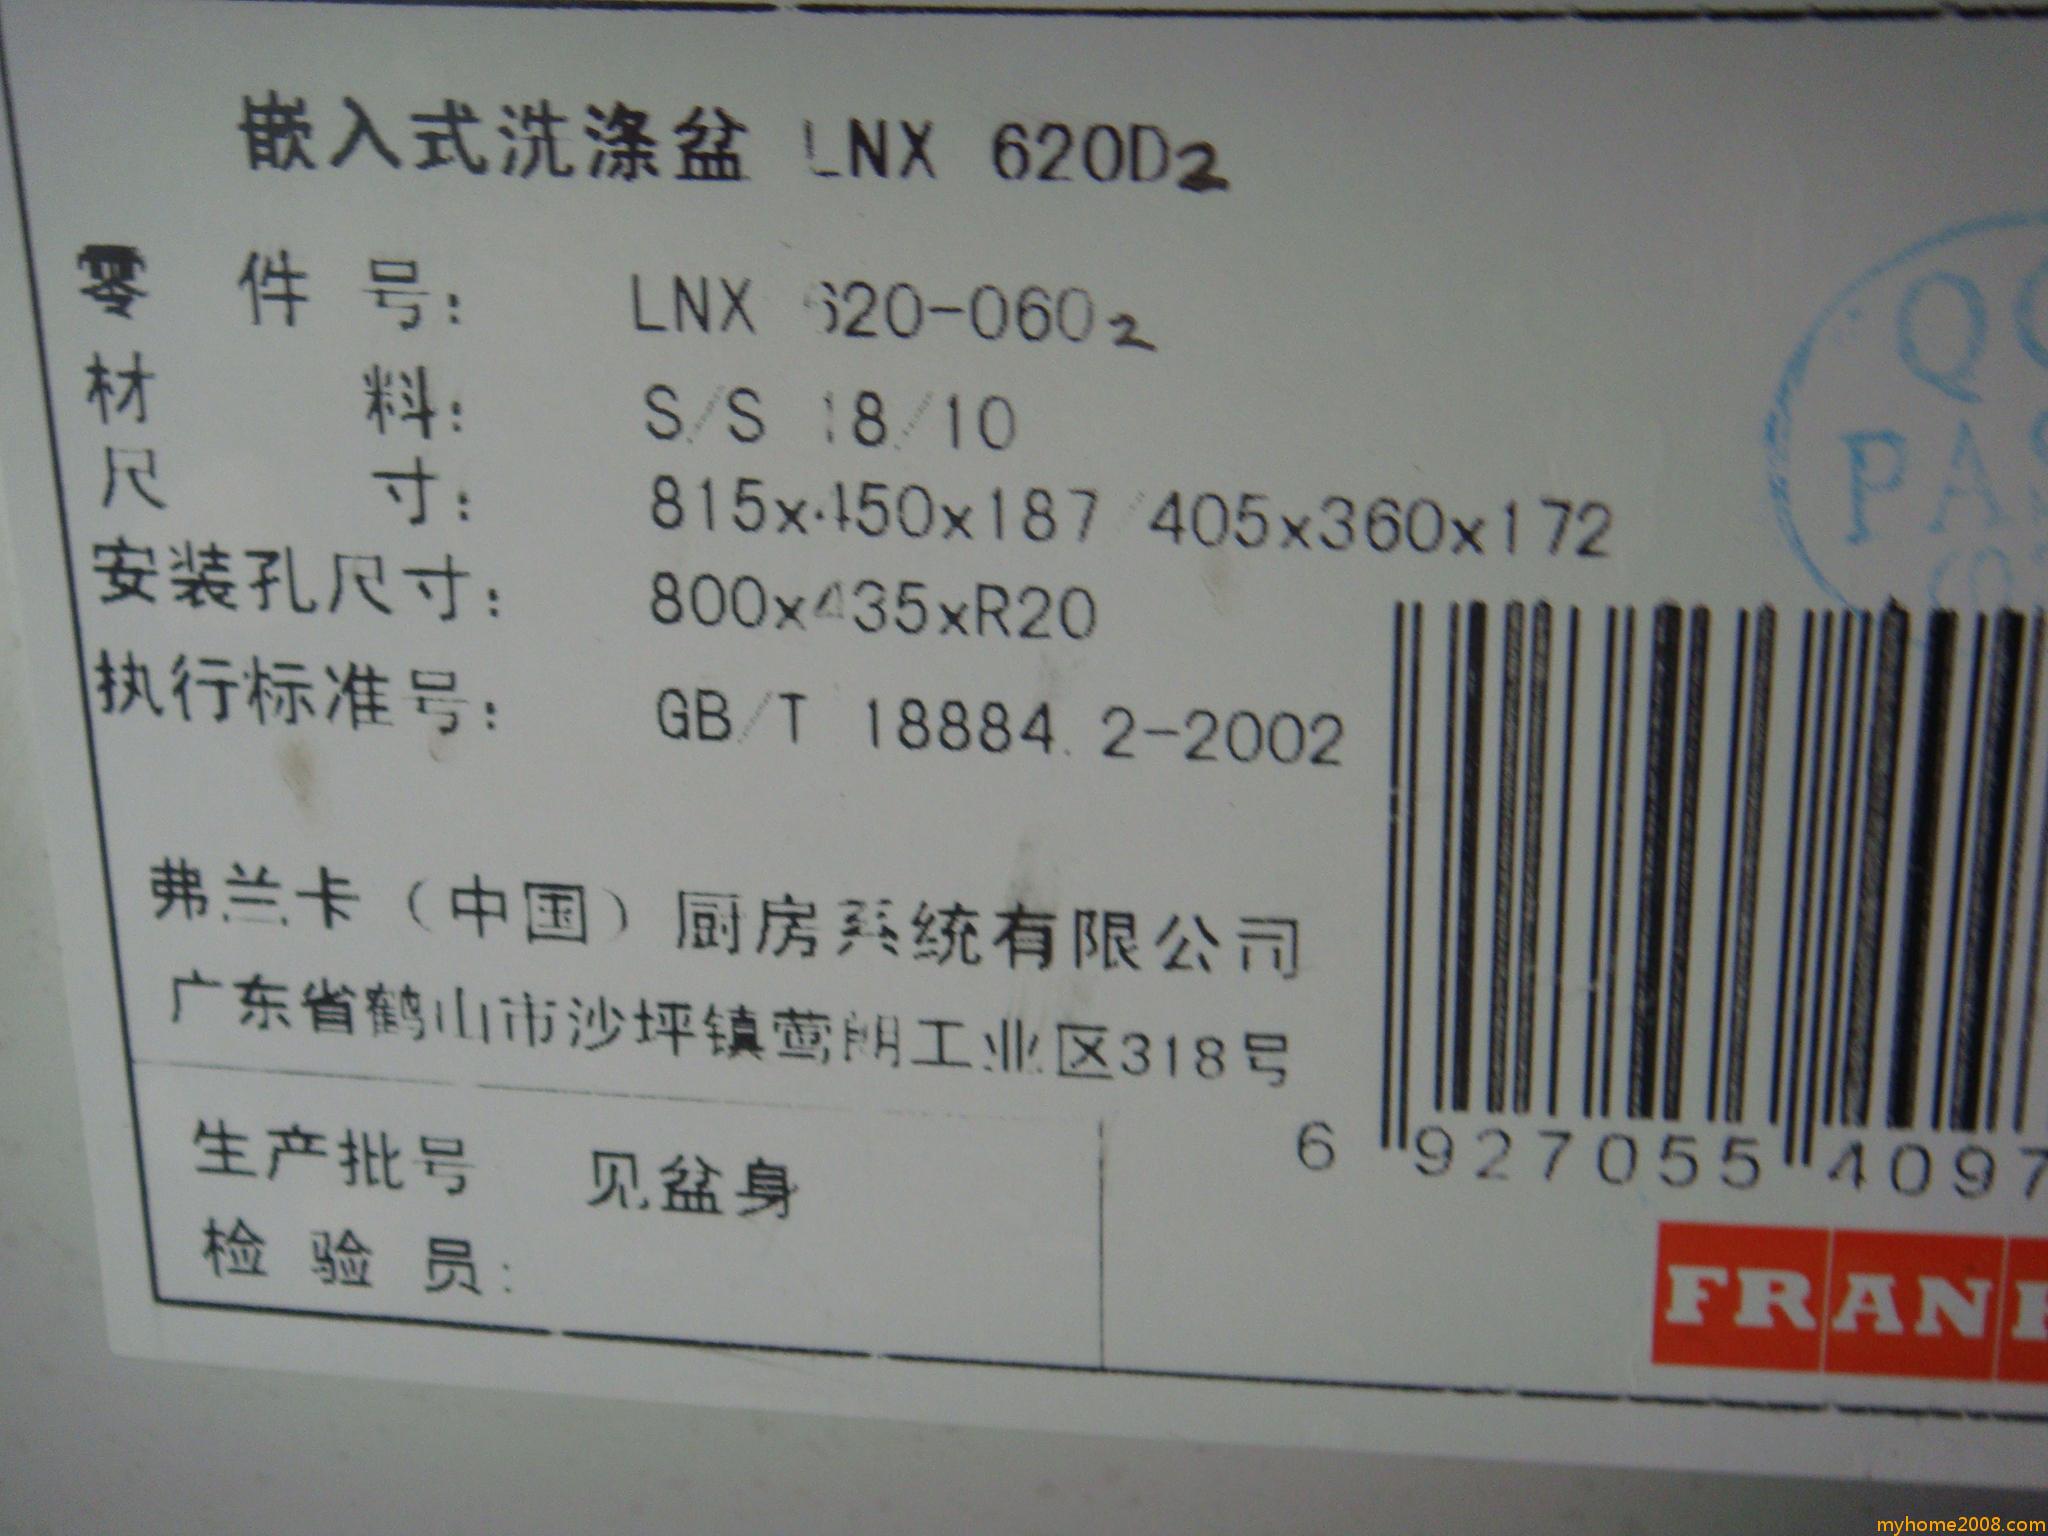 嵌入式洗涤盆 LNX 620D2
零 件 号: LNX 620-060 2
材 料: S/S 18/10
尺 寸: 815x450x187/405x360x172
安装孔尺寸: 800x435xR20
执行标准号: GB/T 18884.2-2002
弗兰卡（中国）厨房系统有限公司
广东省鹤山市沙坪镇莺朗工业区318号
生产批号 见盆身
检 验 员:
PAS
6 927055 4097
FRANK
myhome2008.com